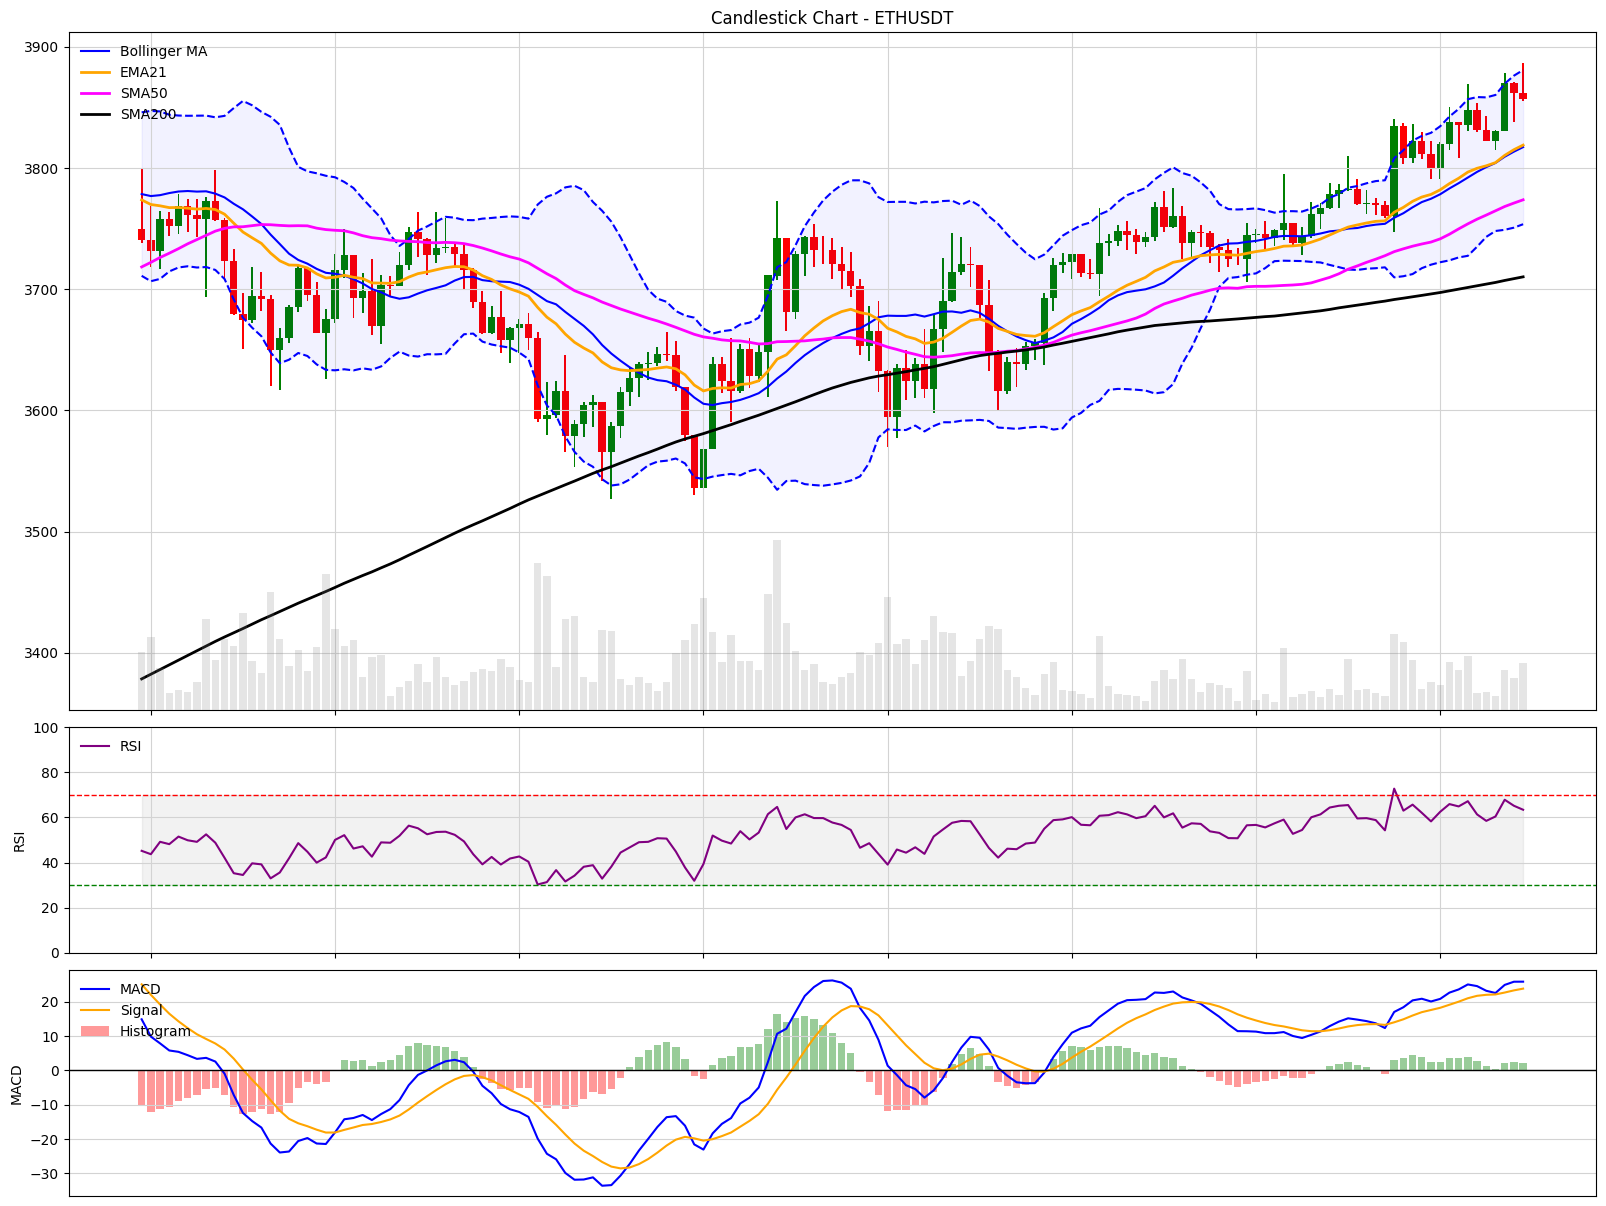 Candlestick Chart - ETHUSDT
Bollinger MA
EMA21
SMA50
SMA200
3900
3800
3700
3600
3500
3400
RSI
100
80
60
40
20
0
RSI
MACD
Signal
Histogram
20
10
0
−10
−20
−30
MACD